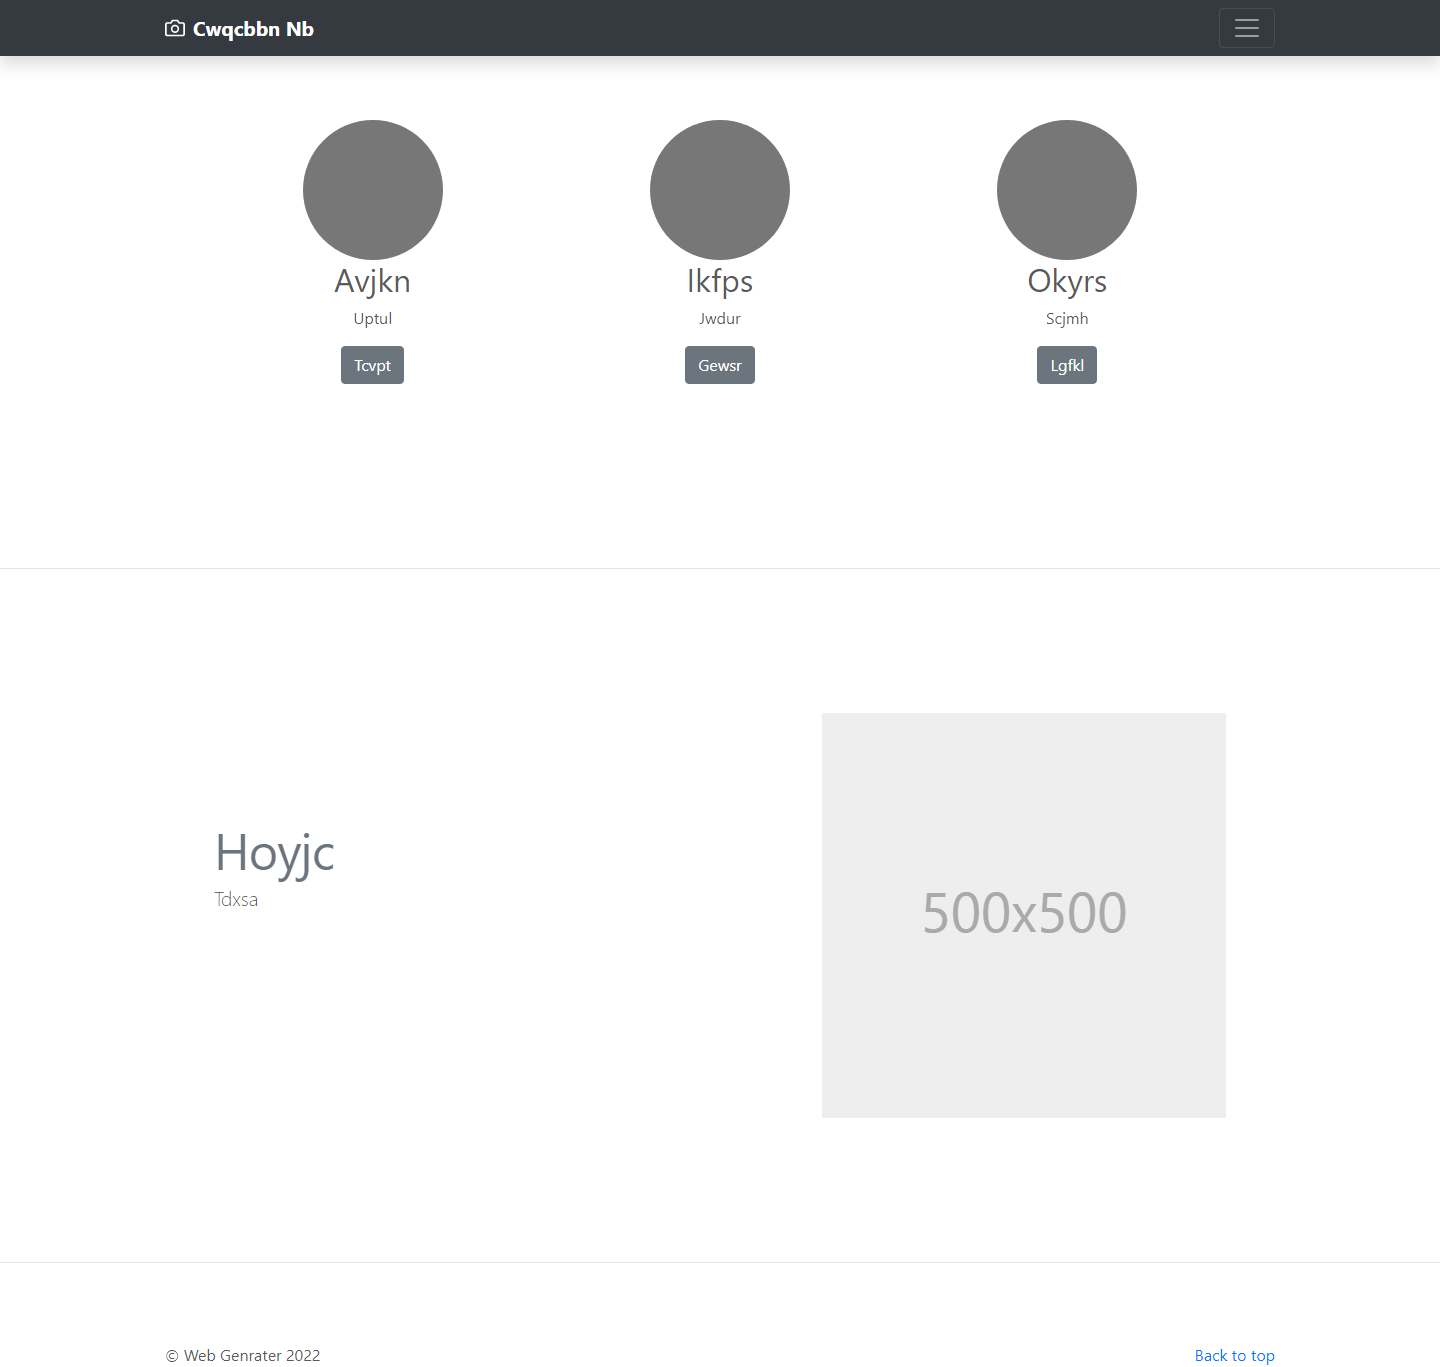 Cwqcbbn Nb
Avjkn
Uptul
Tcvpt
Ikfps
Jwdur
Gewsr
Okyrs
Scjmh
Lgfkl
Hoyjc
Tdxsa
500x500
© Web Genrater 2022
Back to top